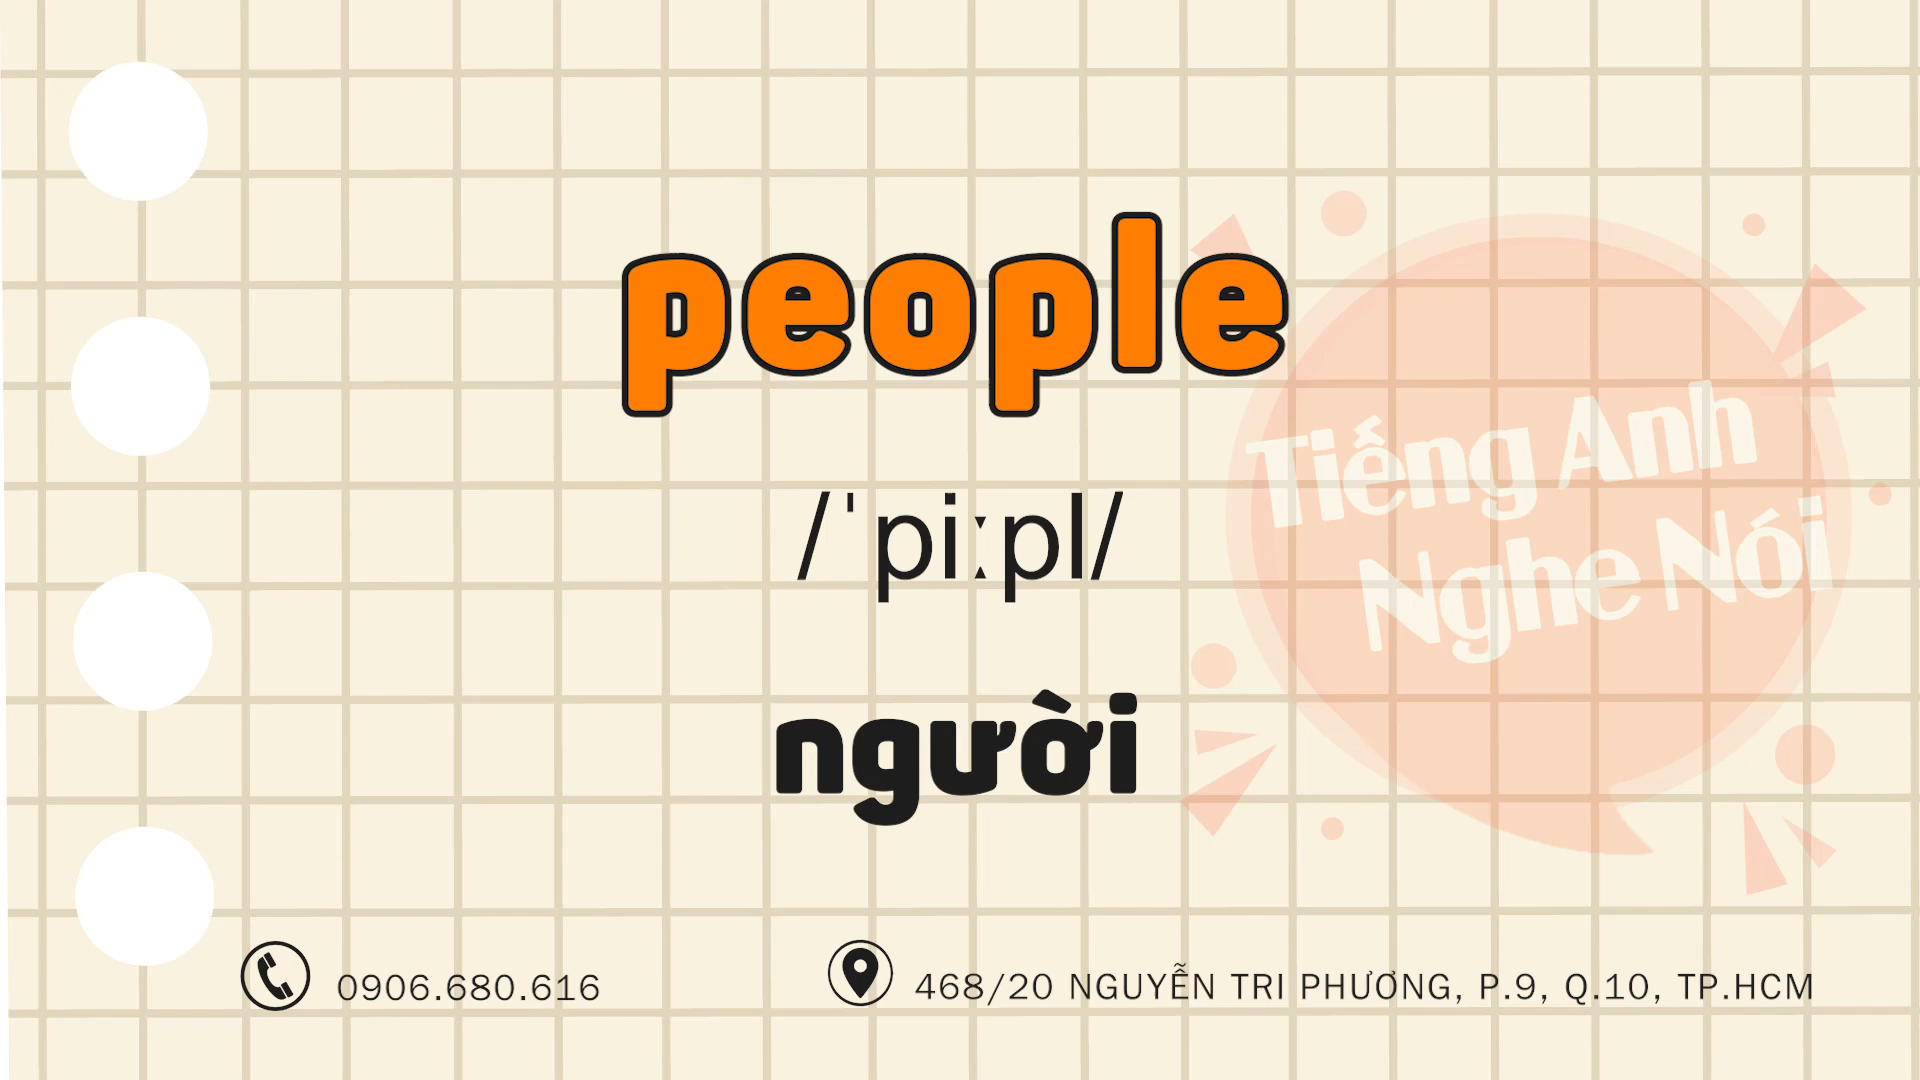 people
/ˈpiːpl/
người
Tiếng Anh
Nghe Nói
0906.680.616
468/20 NGUYỄN TRI PHƯƠNG, P.9, Q.10, TP.HCM